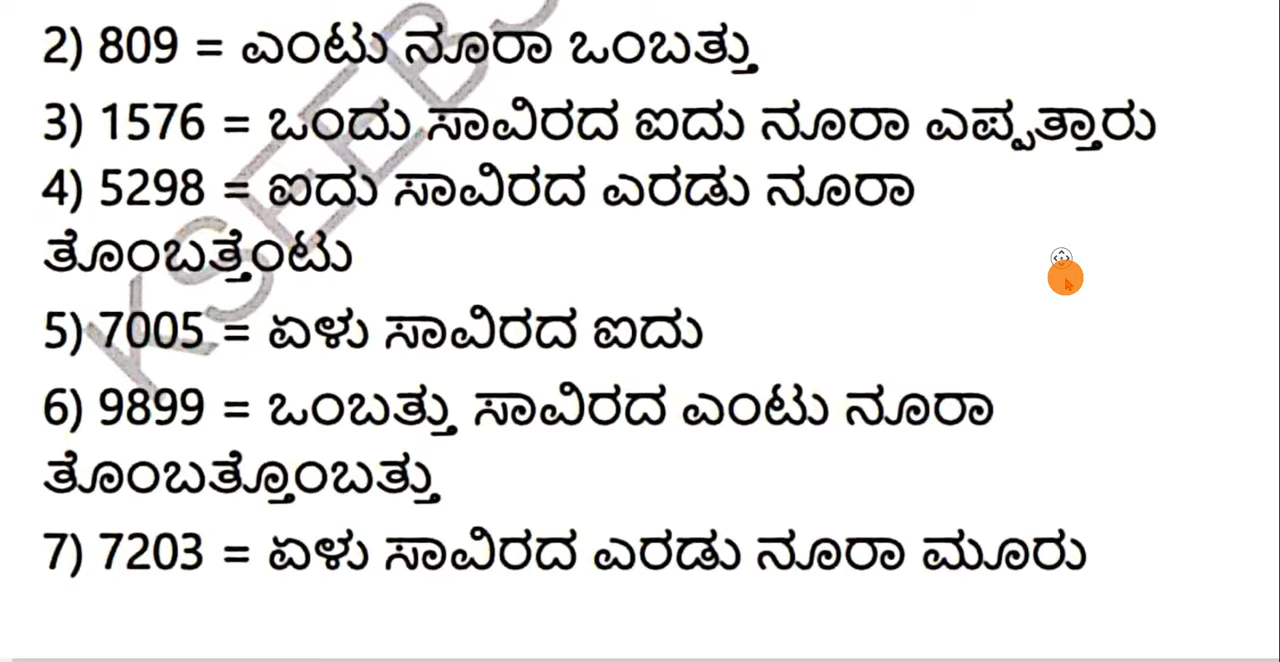 2) 809 = ಎಂಟು ನೂರಾ ಒಂಬತ್ತು
3) 1576 = ಒಂದು ಸಾವಿರದ ಐದು ನೂರಾ ಎಪ್ಪತ್ತಾರು
4) 5298 = ಐದು ಸಾವಿರದ ಎರಡು ನೂರಾ
ತೊಂಬತ್ತೆಂಟು
5) 7005 = ಏಳು ಸಾವಿರದ ಐದು
6) 9899 = ಒಂಬತ್ತು ಸಾವಿರದ ಎಂಟು ನೂರಾ
ತೊಂಬತ್ತೊಂಬತ್ತು
7) 7203 = ಏಳು ಸಾವಿರದ ಎರಡು ನೂರಾ ಮೂರು